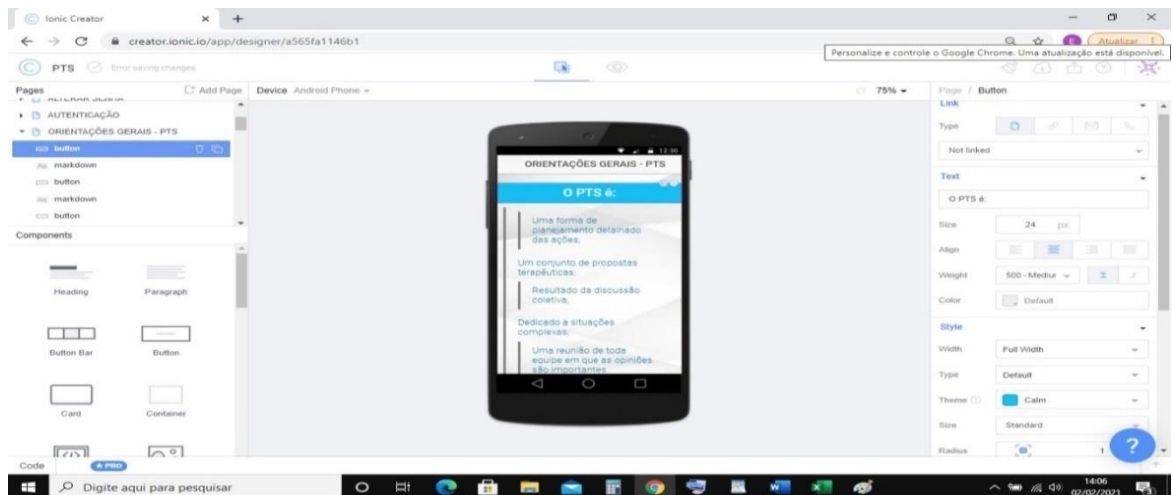 Ionic Creator
creator.ionic.io/app/designer/a565fa1146b1
Atualizar
Personalize e controle o Google Chrome. Uma atualização está disponível.
PTS Error saving changes
Pages Add Page Device Android Phone 75% Page / Button
ALTERAR SENHA
AUTENTICAÇÃO
ORIENTAÇÕES GERAIS - PTS
button
markdown
button
markdown
button
Components
Heading Paragraph
Button Bar Button
Card Container
12:30
ORIENTAÇÕES GERAIS - PTS
O PTS é:
Uma forma de
planejamento detalhado
das ações;
Um conjunto de propostas
terapêuticas;
Resultado da discussão
coletiva;
Dedicado a situações
complexas;
Uma reunião de toda
equipe em que as opiniões
são importantes
Link
Type
Not linked
Text
O PTS é:
Size 24 px
Align
Weight 500 - Mediur
Color Default
Style
Width Full Width
Type Default
Theme Calm
Size Standard
Radius 1
?
Code PRO
Digite aqui para pesquisar
14:06
02/02/2021